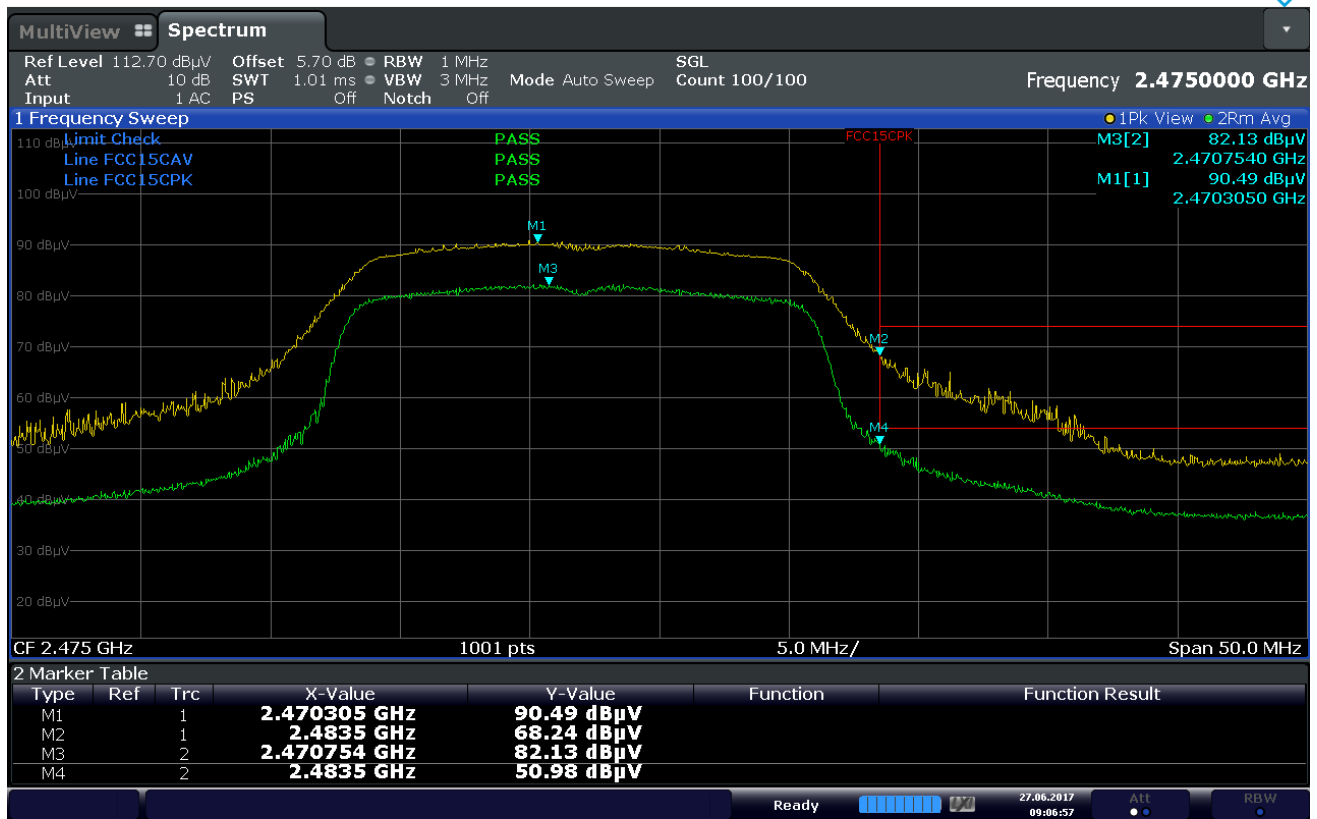 MultiView Spectrum
Ref Level 112.70 dBµV Offset 5.70 dB RBW 1 MHz SGL
Att 10 dB SWT 1.01 ms VBW 3 MHz Mode Auto Sweep Count 100/100 Frequency 2.4750000 GHz
Input 1 AC PS Off Notch Off
1 Frequency Sweep 1Pk View 2Rm Avg
110 dBµV Limit Check PASS FCC15CPK M3[2] 82.13 dBµV
Line FCC15CAV PASS 2.4707540 GHz
Line FCC15CPK PASS M1[1] 90.49 dBµV
100 dBµV 2.4703050 GHz
M1
90 dBµV
M3
80 dBµV
M2
70 dBµV
60 dBµV
M4
50 dBµV
40 dBµV
30 dBµV
20 dBµV
CF 2.475 GHz 1001 pts 5.0 MHz/ Span 50.0 MHz
2 Marker Table
Type Ref Trc X-Value Y-Value Function Function Result
M1 1 2.470305 GHz 90.49 dBµV
M2 1 2.4835 GHz 68.24 dBµV
M3 2 2.470754 GHz 82.13 dBµV
M4 2 2.4835 GHz 50.98 dBµV
Ready 27.06.2017 Att RBW
09:06:57